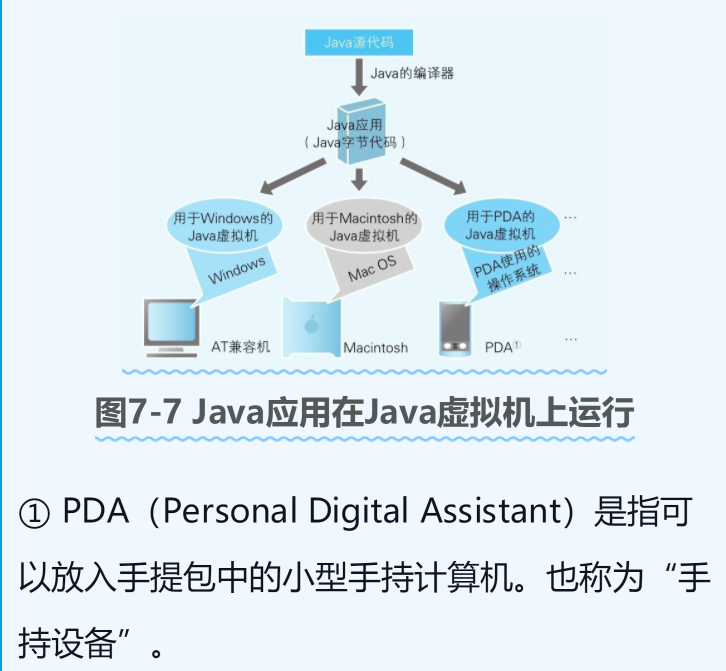 Java源代码
Java的编译器
Java应用
（Java字节代码）
用于Windows的
Java虚拟机
用于Macintosh的
Java虚拟机
用于PDA的
Java虚拟机
…
Windows
Mac OS
PDA使用的
操作系统
…
AT兼容机
Macintosh
PDA①
…
图7-7 Java应用在Java虚拟机上运行
① PDA（Personal Digital Assistant）是指可
以放入手提包中的小型手持计算机。也称为“手
持设备”。